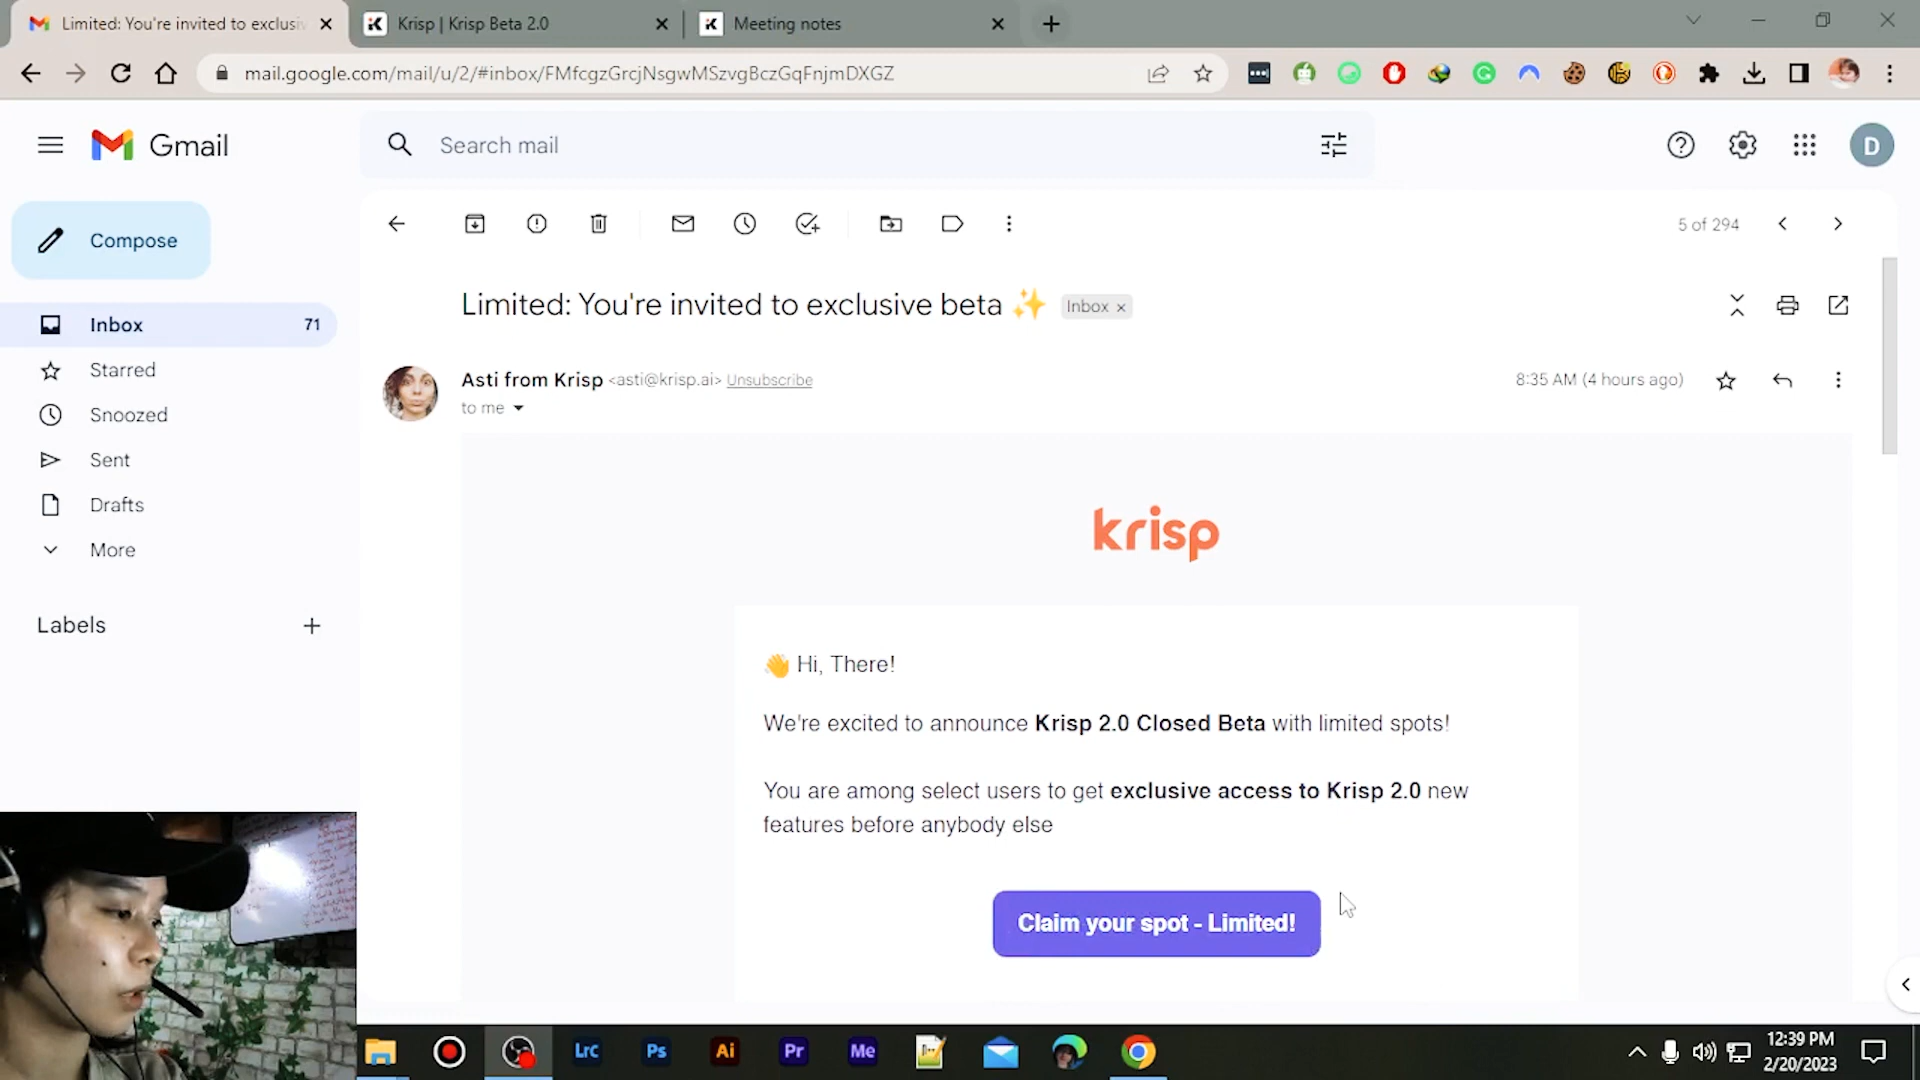 Limited: You're invited to exclusiv
Krisp | Krisp Beta 2.0
Meeting notes
mail.google.com/mail/u/2/#inbox/FMfcgzGrcjNsgwMSzvgBczGqFnjmDXGZ
Gmail
Search mail
D
Compose
5 of 294
Limited: You're invited to exclusive beta ✨
Inbox x
Inbox 71
Starred
Snoozed
Sent
Drafts
More
Labels
Asti from Krisp <asti@krisp.ai> Unsubscribe
8:35 AM (4 hours ago)
to me
krisp
👋 Hi, There!
We're excited to announce Krisp 2.0 Closed Beta with limited spots!
You are among select users to get exclusive access to Krisp 2.0 new
features before anybody else
Claim your spot - Limited!
Lrc
Ps
Ai
Pr
Me
12:39 PM
2/20/2023